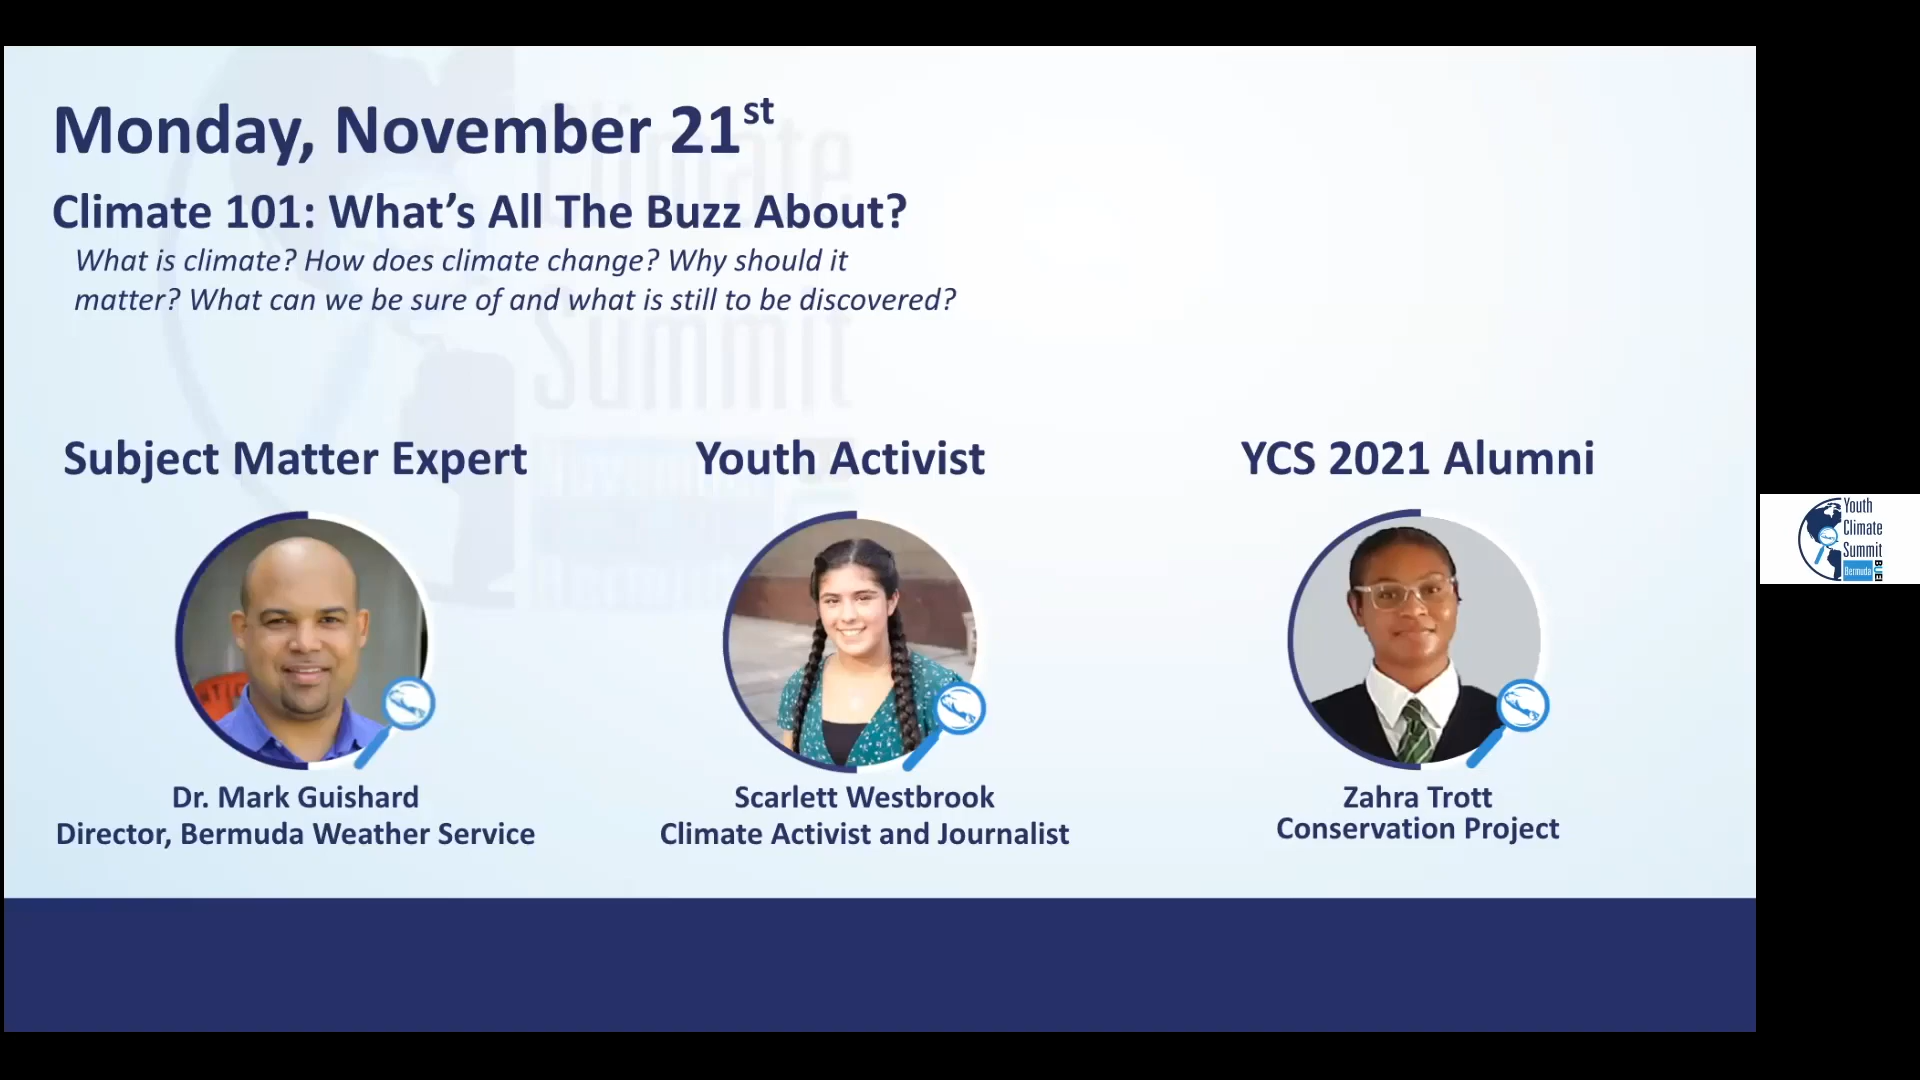 Monday, November 21st
Climate 101: What's All The Buzz About?
What is climate? How does climate change? Why should it
matter? What can we be sure of and what is still to be discovered?
Subject Matter Expert
Youth Activist
YCS 2021 Alumni
Dr. Mark Guishard
Director, Bermuda Weather Service
Scarlett Westbrook
Climate Activist and Journalist
Zahra Trott
Conservation Project
Youth
Climate
Summit
Bermuda
BUEI
Climate
Summit